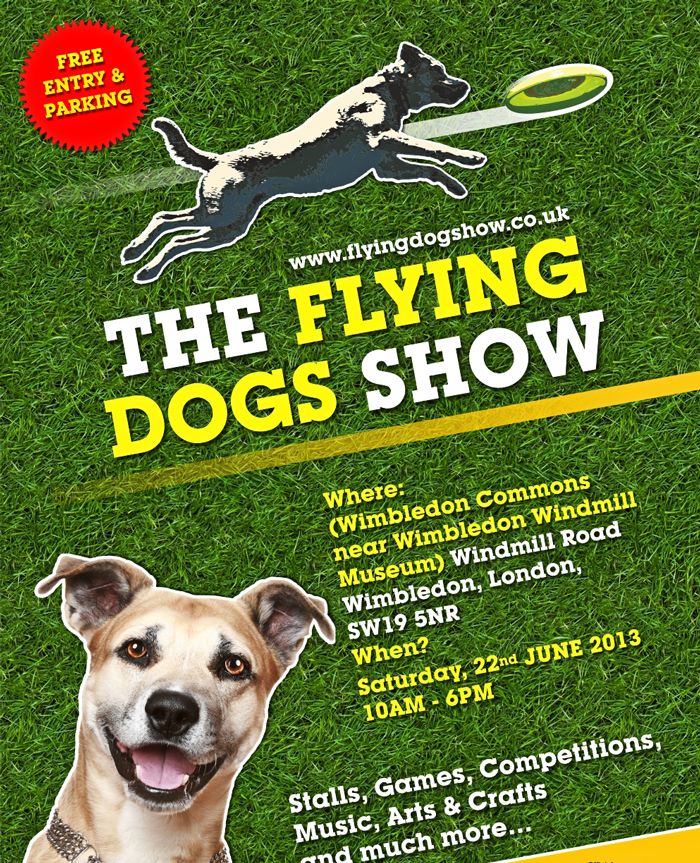 FREE
ENTRY &
PARKING
www.flyingdogshow.co.uk
THE FLYING
DOGS SHOW
Where:
(Wimbledon Commons
near Wimbledon Windmill
Museum) Windmill Road
Wimbledon, London,
SW19 5NR
When?
Saturday, 22nd JUNE 2013
10AM - 6PM
Stalls, Games, Competitions,
Music, Arts & Crafts
and much more...